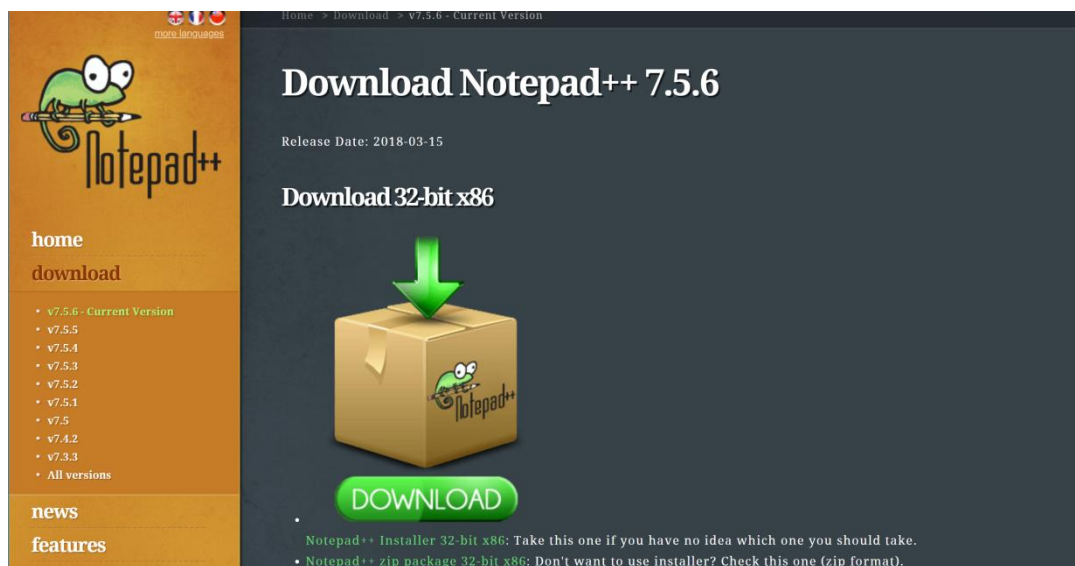 more languages
Notepad++
home
download
v7.5.6 - Current Version
v7.5.5
v7.5.4
v7.5.3
v7.5.2
v7.5.1
v7.5
v7.4.2
v7.3.3
All versions
news
features
Home > Download > v7.5.6 - Current Version
Download Notepad++ 7.5.6
Release Date: 2018-03-15
Download 32-bit x86
Notepad++
DOWNLOAD
Notepad++ Installer 32-bit x86: Take this one if you have no idea which one you should take.
Notepad++ zip package 32-bit x86: Don't want to use installer? Check this one (zip format).